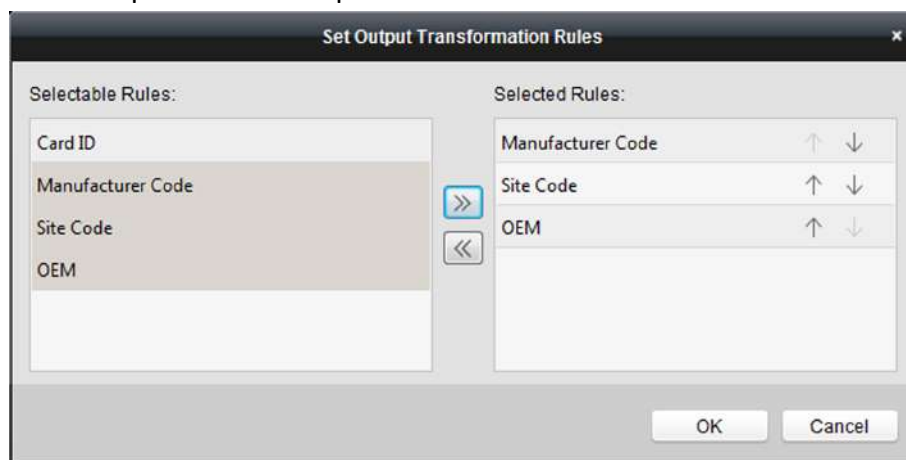 Set Output Transformation Rules ×
Selectable Rules:
Card ID
Manufacturer Code
Site Code
OEM
Selected Rules:
Manufacturer Code ↑ ↓
Site Code ↑ ↓
OEM ↑ ↓
OK
Cancel